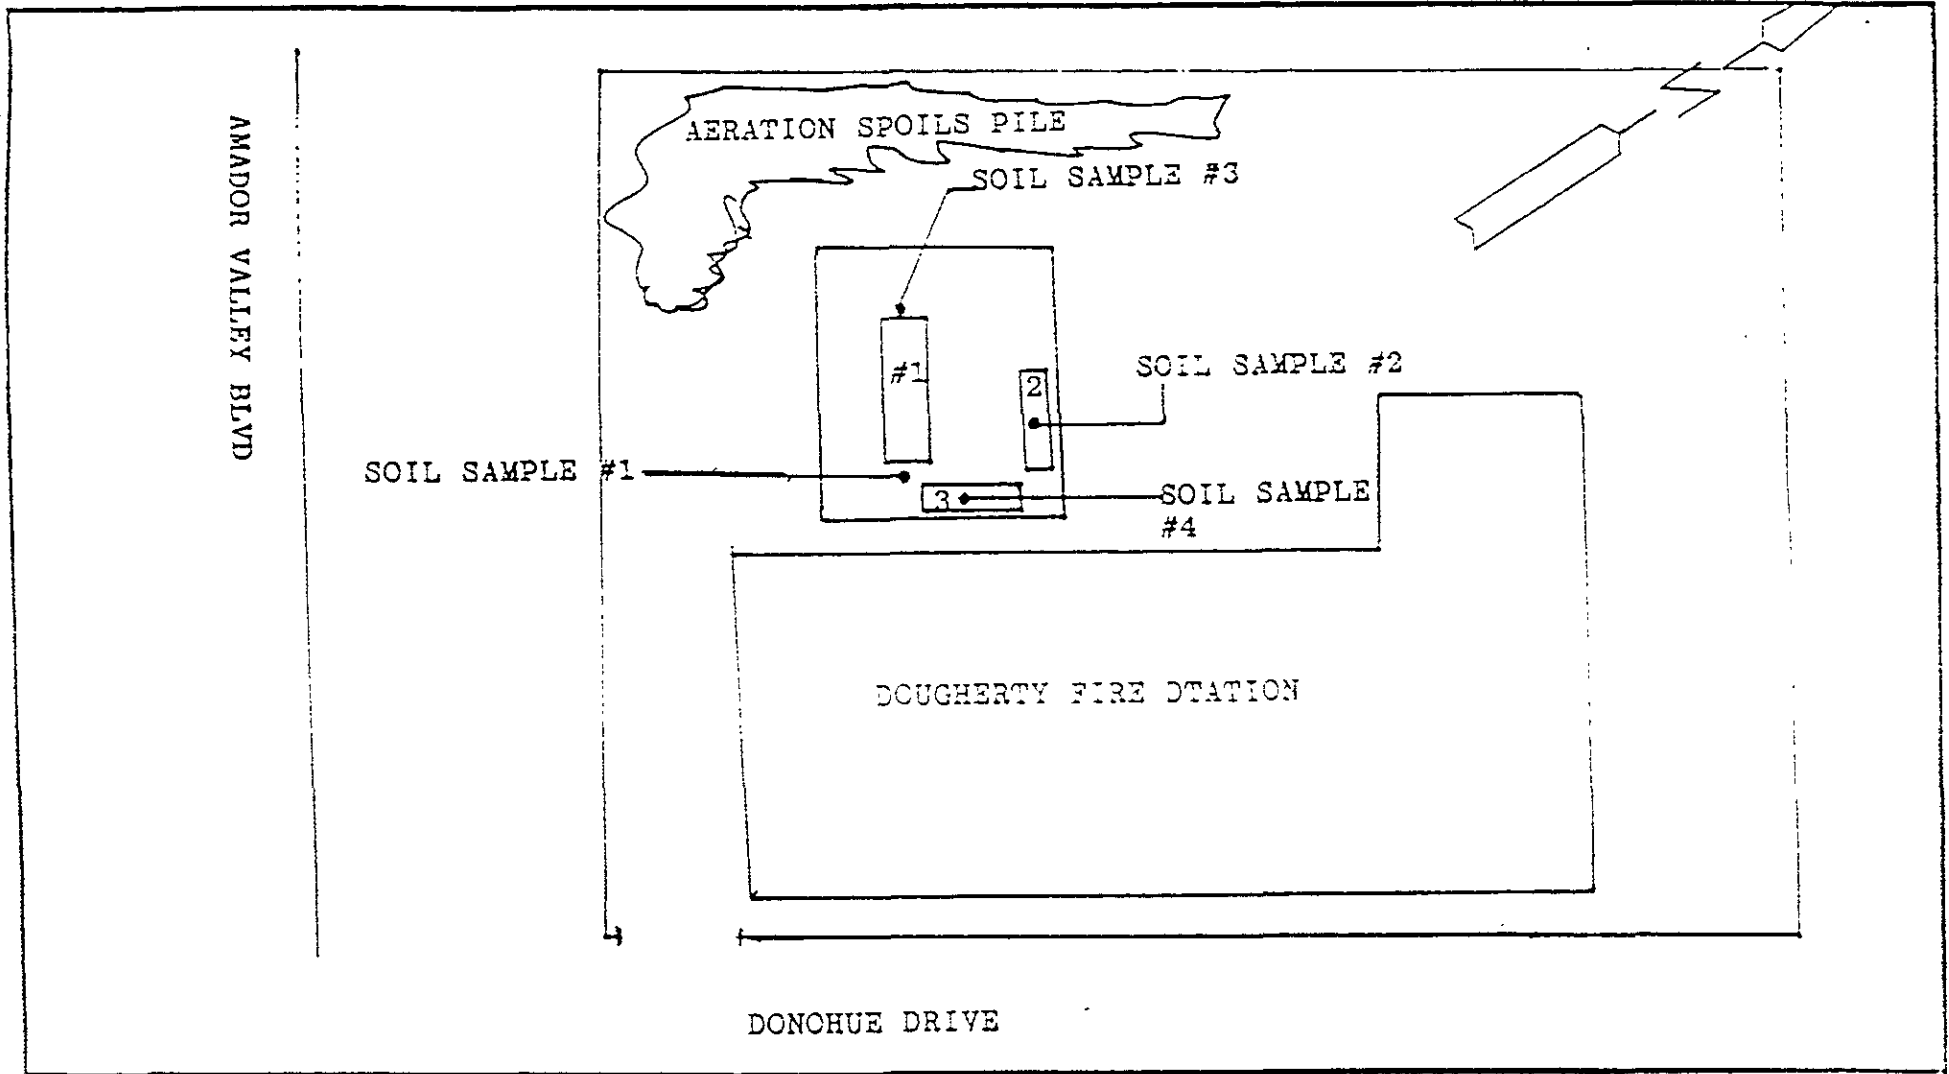 AMADOR VALLEY BLVD
AERATION SPOILS PILE
SOIL SAMPLE #3
#1
2
SOIL SAMPLE #2
SOIL SAMPLE #1
3
SOIL SAMPLE
#4
DOUGHERTY FIRE DTATION
DONOHUE DRIVE